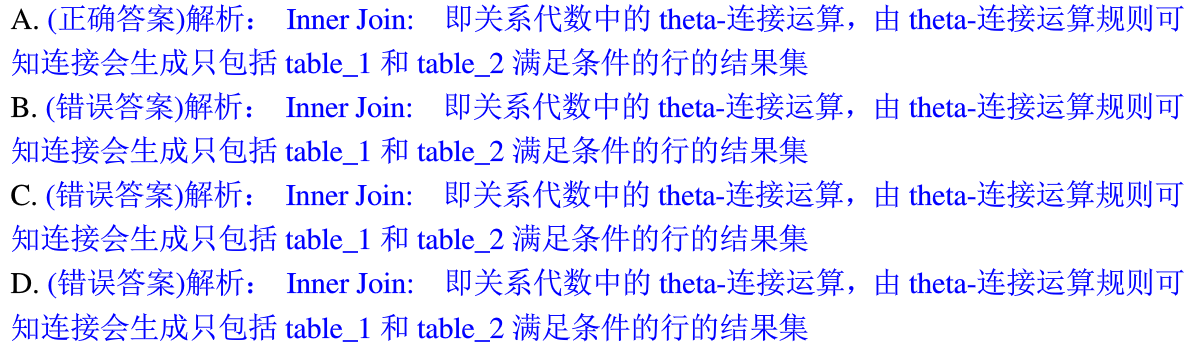 A. (正确答案)解析： Inner Join: 即关系代数中的 theta-连接运算，由 theta-连接运算规则可
知连接会生成只包括 table_1 和 table_2 满足条件的行的结果集
B. (错误答案)解析： Inner Join: 即关系代数中的 theta-连接运算，由 theta-连接运算规则可
知连接会生成只包括 table_1 和 table_2 满足条件的行的结果集
C. (错误答案)解析： Inner Join: 即关系代数中的 theta-连接运算，由 theta-连接运算规则可
知连接会生成只包括 table_1 和 table_2 满足条件的行的结果集
D. (错误答案)解析： Inner Join: 即关系代数中的 theta-连接运算，由 theta-连接运算规则可
知连接会生成只包括 table_1 和 table_2 满足条件的行的结果集